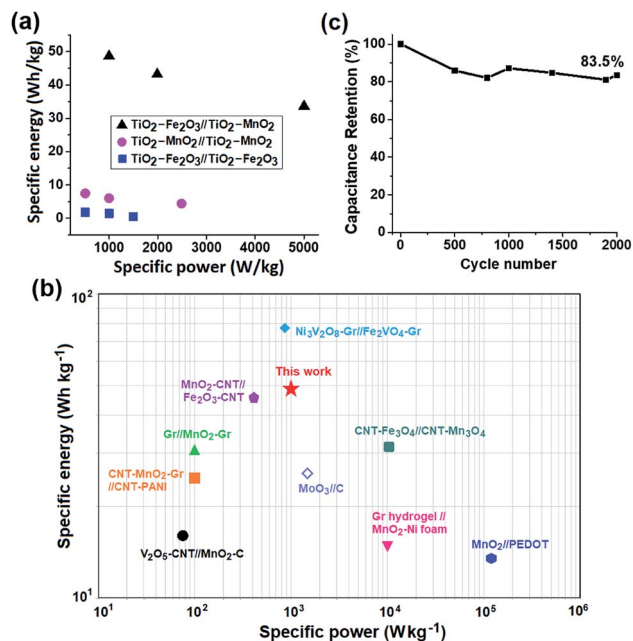 (a)
Specific energy (Wh/kg)
50
40
30
20
10
0
TiO₂–Fe₂O₃//TiO₂–MnO₂
TiO₂–MnO₂//TiO₂–MnO₂
TiO₂–Fe₂O₃//TiO₂–Fe₂O₃
1000 2000 3000 4000 5000
Specific power (W/kg)
(c)
Capacitance Retention (%)
100
80
60
40
20
0
83.5%
0 500 1000 1500 2000
Cycle number
(b)
Specific energy (Wh kg⁻¹)
10²
10¹
Ni₃V₂O₈-Gr//Fe₂VO₄-Gr
This work
MnO₂-CNT//
Fe₂O₃-CNT
Gr//MnO₂-Gr
CNT-Fe₃O₄//CNT-Mn₃O₄
CNT-MnO₂-Gr
//CNT-PANI
MoO₃//C
Gr hydrogel //
MnO₂-Ni foam
V₂O₅-CNT//MnO₂-C
MnO₂//PEDOT
10¹ 10² 10³ 10⁴ 10⁵ 10⁶
Specific power (Wkg⁻¹)